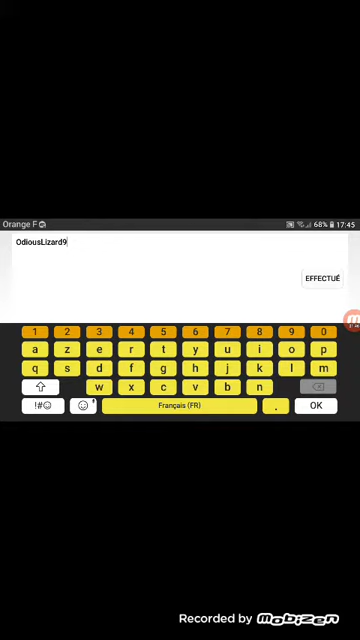 Orange F 68% 17:45
OdiousLizard9
EFFECTUÉ
1 2 3 4 5 6 7 8 9 0
a z e r t y u i o p
q s d f g h j k l m
w x c v b n
!#☺ Français (FR) . OK
Recorded by mobizen